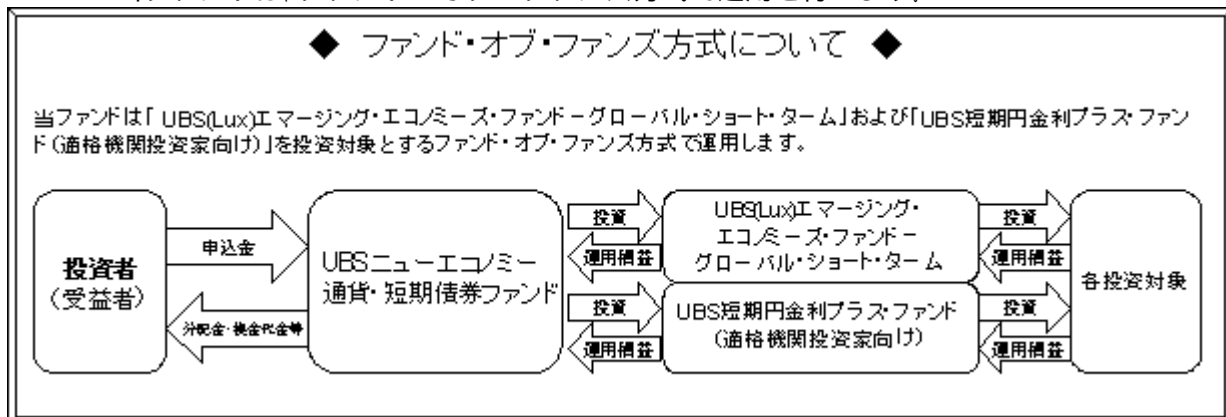 ◆ ファンド・オブ・ファンズ方式について ◆
当ファンドは「UBS(Lux)エマージング・エコノミーズ・ファンドーグローバル・ショート・ターム」および「UBS短期円金利プラス・ファン
ド(適格機関投資家向け)」を投資対象とするファンド・オブ・ファンズ方式で運用します。
投資者
(受益者)
申込金
分配金・換金代金等
UBSニューエコノミー
通貨・短期債券ファンド
投資
運用損益
投資
運用損益
UBS(Lux)エマージング・
エコノミーズ・ファンドー
グローバル・ショート・ターム
UBS短期円金利プラス・ファンド
(適格機関投資家向け)
投資
運用損益
投資
運用損益
各投資対象